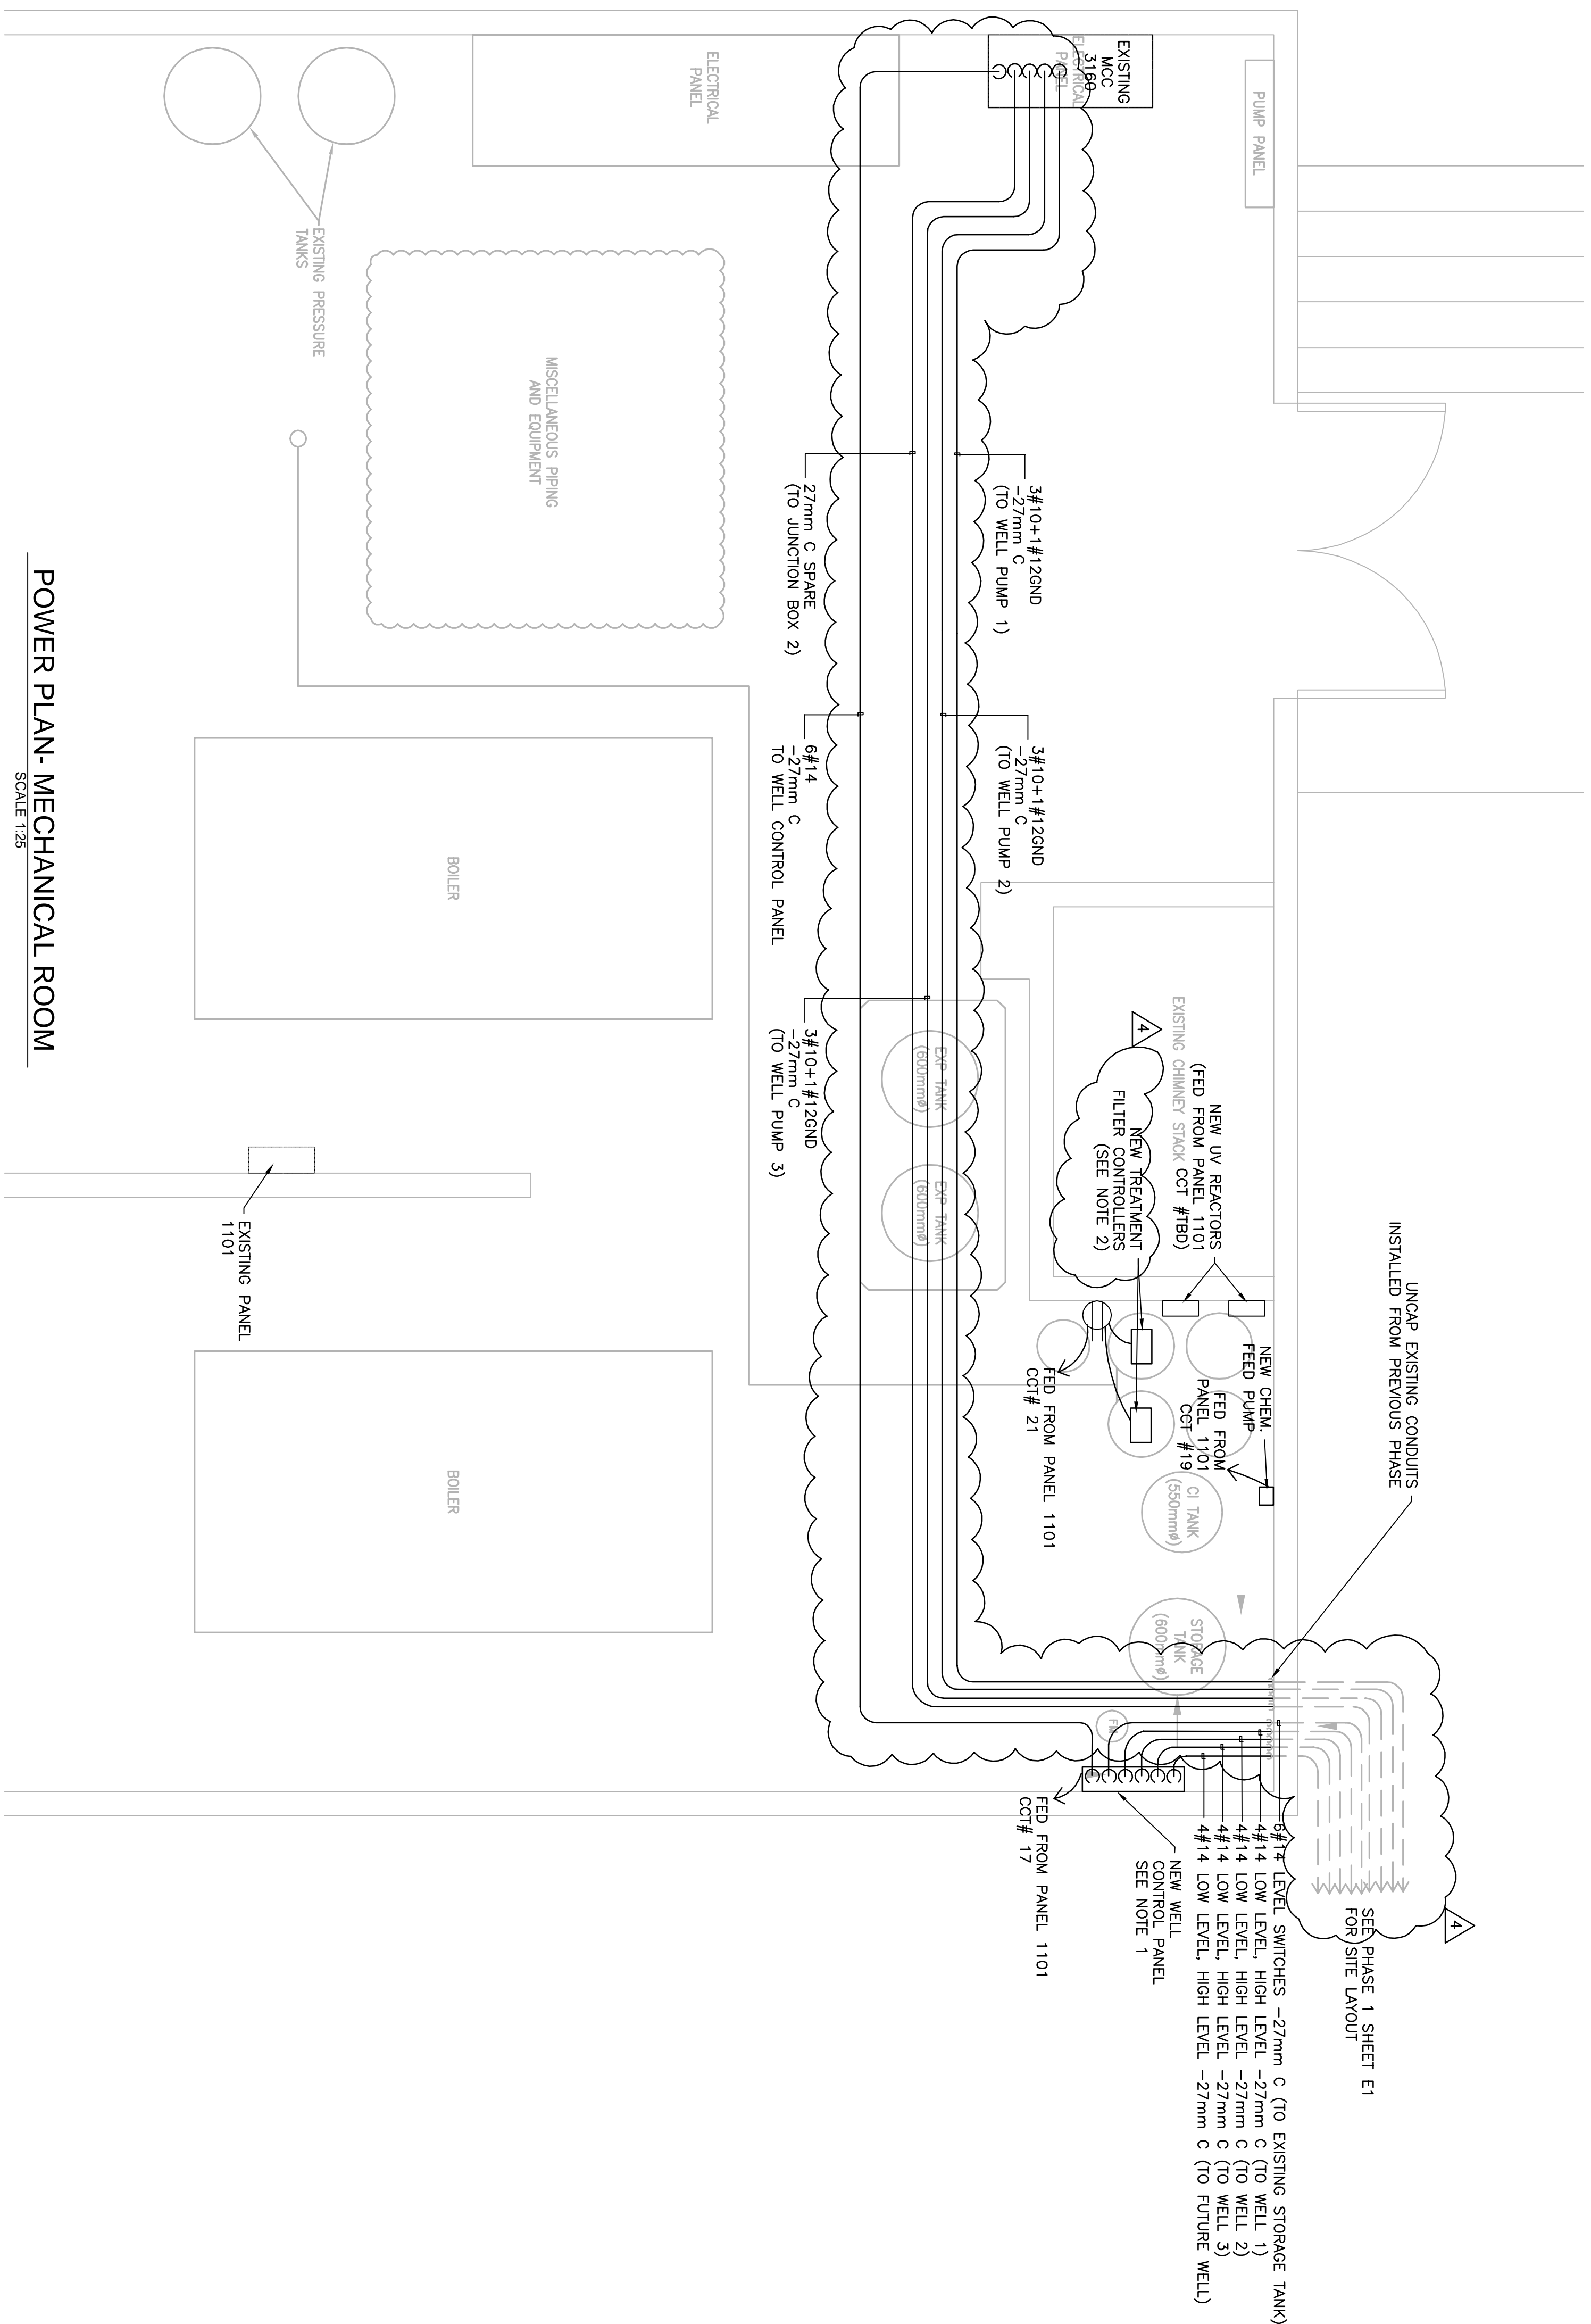 UNCAP EXISTING CONDUITS
INSTALLED FROM PREVIOUS PHASE
SEE PHASE 1 SHEET E1
FOR SITE LAYOUT
4
PUMP PANEL
EXISTING
MCC
3160
ELECTRICAL
PANEL
ELECTRICAL
PANEL
NEW CHEM.
FEED PUMP
FED FROM
PANEL 1101
CCT #19
NEW UV REACTORS
(FED FROM PANEL 1101
CCT #TBD)
EXISTING CHIMNEY STACK
4
NEW TREATMENT
FILTER CONTROLLERS
(SEE NOTE 2)
Cl TANK
(550mmø)
STORAGE
TANK
(600mmø)
FM
6#14 LEVEL SWITCHES -27mm C (TO EXISTING STORAGE TANK)
4#14 LOW LEVEL, HIGH LEVEL -27mm C (TO WELL 1)
4#14 LOW LEVEL, HIGH LEVEL -27mm C (TO WELL 2)
4#14 LOW LEVEL, HIGH LEVEL -27mm C (TO WELL 3)
4#14 LOW LEVEL, HIGH LEVEL -27mm C (TO FUTURE WELL)
NEW WELL
CONTROL PANEL
SEE NOTE 1
FED FROM PANEL 1101
CCT# 21
FED FROM PANEL 1101
CCT# 17
3#10+1#12GND
-27mm C
(TO WELL PUMP 1)
3#10+1#12GND
-27mm C
(TO WELL PUMP 2)
EXP TANK
(600mmø)
EXP TANK
(600mmø)
27mm C SPARE
(TO JUNCTION BOX 2)
6#14
-27mm C
TO WELL CONTROL PANEL
3#10+1#12GND
-27mm C
(TO WELL PUMP 3)
MISCELLANEOUS PIPING
AND EQUIPMENT
BOILER
BOILER
EXISTING PRESSURE
TANKS
EXISTING PANEL
1101
POWER PLAN- MECHANICAL ROOM
SCALE 1:25